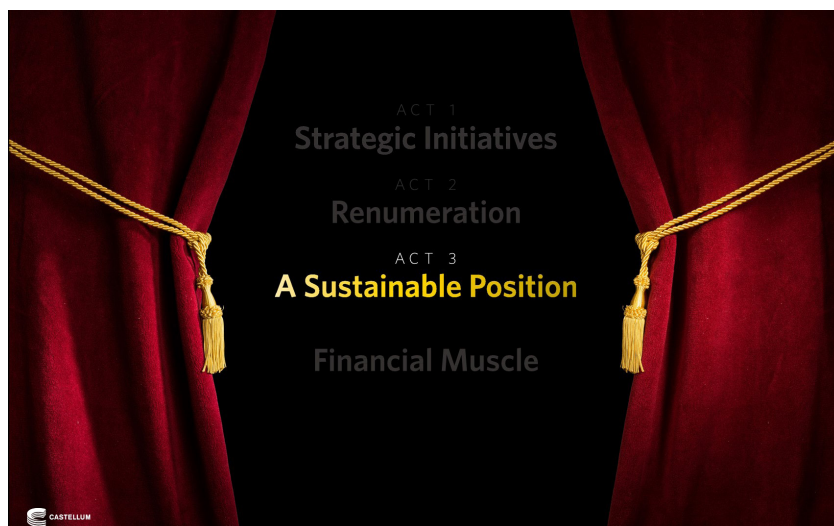 ACT 1
Strategic Initiatives
ACT 2
Renumeration
ACT 3
A Sustainable Position
Financial Muscle
CASTELLUM